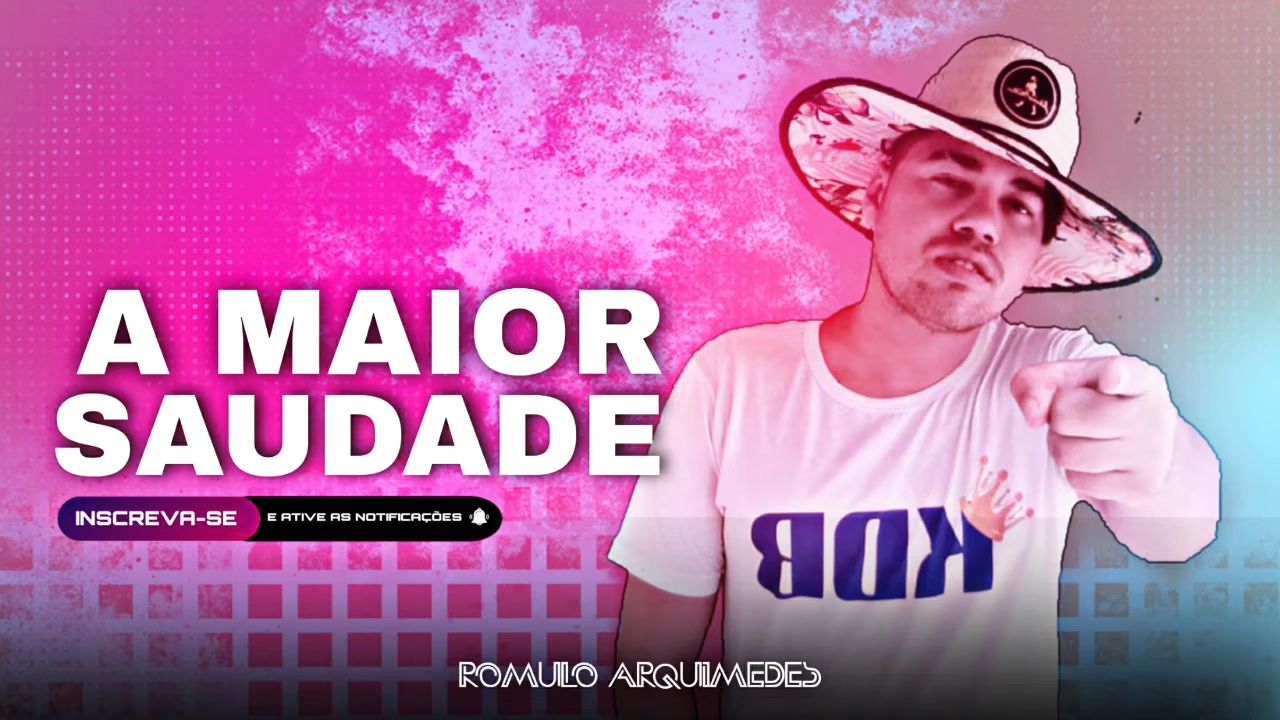 A MAIOR
SAUDADE
INSCREVA-SE E ATIVE AS NOTIFICAÇÕES
KDB
ROMULO ARQUIMEDES